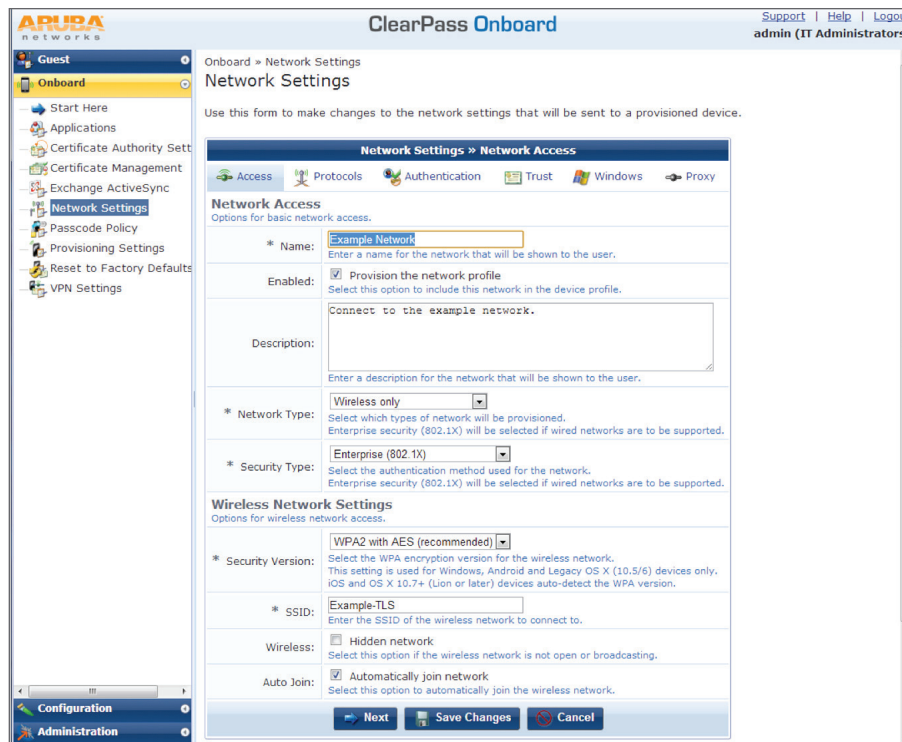 ARUBA
networks
ClearPass Onboard
Support | Help |
admin (IT
Guest
Onboard
Start Here
Applications
Certificate Authority
Certificate Management
Exchange ActiveSync
Network Settings
Passcode Policy
Provisioning Settings
Reset to Factory Defaults
VPN Settings
Configuration
Administration
Onboard » Network Settings
Network Settings
Use this form to make changes to the network settings that will be sent to a provisioned device.
Network Settings » Network Access
Access Protocols Authentication Trust Windows Proxy
Network Access
Options for basic network access.
* Name: Example Network
Enter a name for the network that will be shown to the user.
Enabled: Provision the network profile
Select this option to include this network in the device profile.
Description: Connect to the example network.
Enter a description for the network that will be shown to the user.
* Network Type: Wireless only
Select which types of network will be provisioned.
Enterprise security (802.1X) will be selected if wired networks are to be supported.
* Security Type: Enterprise (802.1X)
Select the authentication method used for the network.
Enterprise security (802.1X) will be selected if wired networks are to be supported.
Wireless Network Settings
Options for wireless network access.
* Security Version: WPA2 with AES (recommended)
Select the WPA encryption version for the wireless network.
This setting is used for Windows, Android and Legacy OS X (10.5/6) devices only.
iOS and OS X 10.7+ (Lion or later) devices auto-detect the WPA version.
* SSID: Example-TLS
Enter the SSID of the wireless network to connect to.
Wireless: Hidden network
Select this option if the wireless network is not open or broadcasting.
Auto Join: Automatically join network
Select this option to automatically join the wireless network.
Next Save Changes Cancel